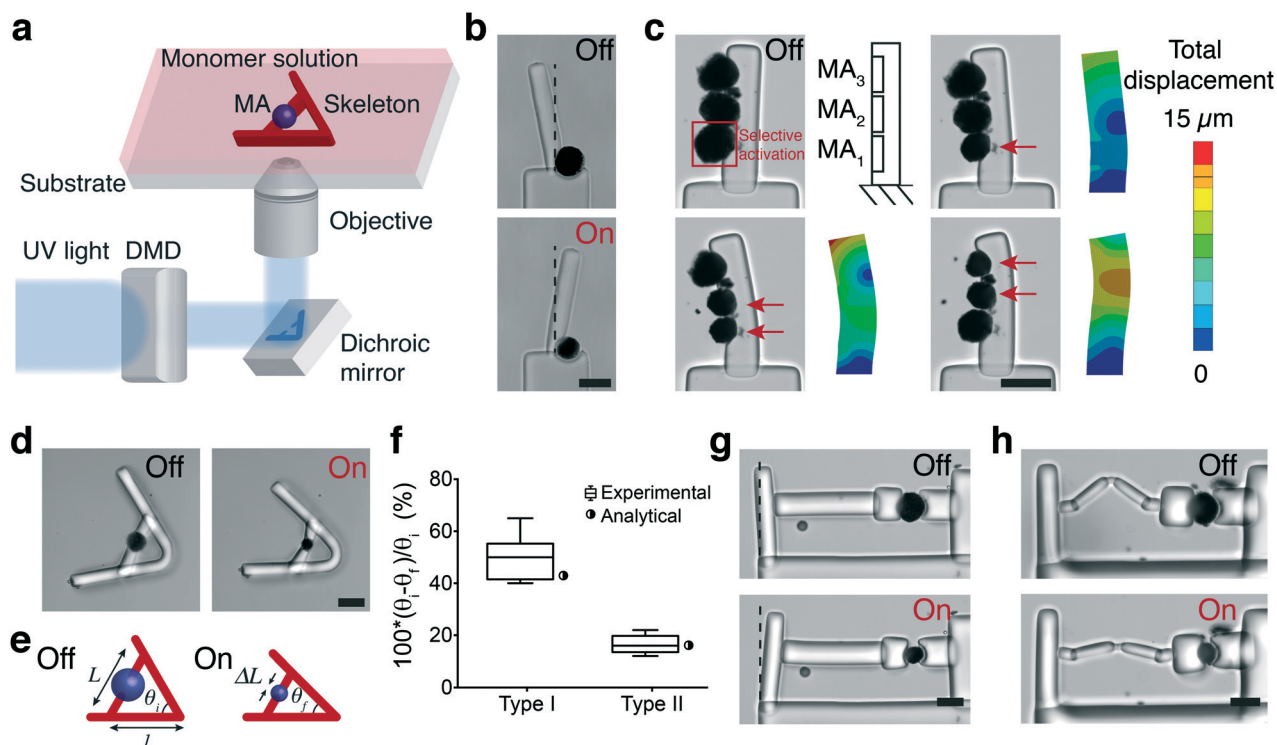 a
Monomer solution
MA
Skeleton
Substrate
Objective
UV light
DMD
Dichroic
mirror
b
Off
On
c
Off
Selective
activation
MA3
MA2
MA1
Total
displacement
15 µm
0
d
Off
On
e
Off
L
θi
l
On
ΔL
θf
f
100*(θi-θf)/θi (%)
80
60
40
20
0
Experimental
Analytical
Type I
Type II
g
Off
On
h
Off
On